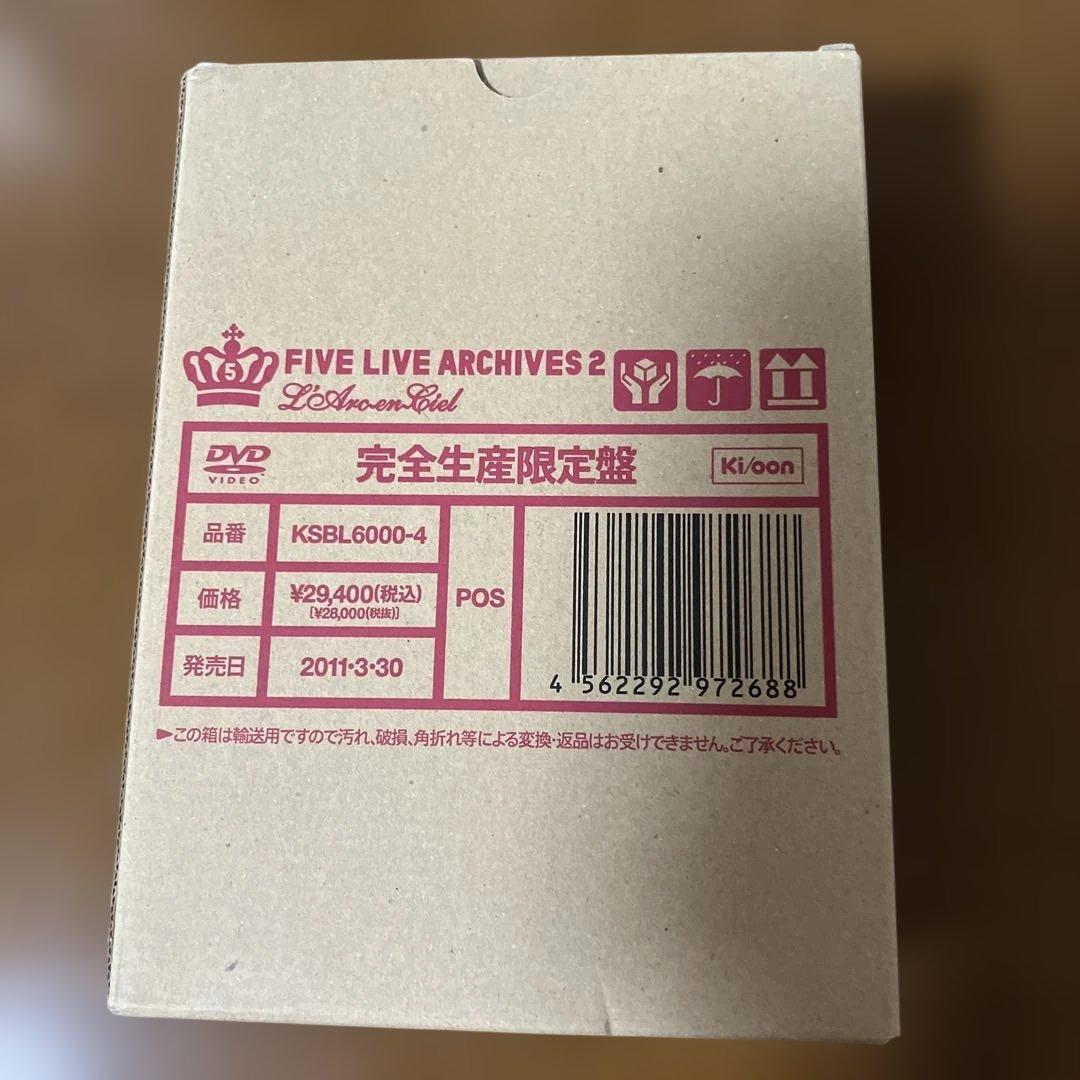 5
FIVE LIVE ARCHIVES 2
L'Arc-en-Ciel
DVD
VIDEO
完全生産限定盤
Ki/oon
品番
KSBL6000-4
価格
¥29,400(税込)
[¥28,000(税抜)]
発売日
2011・3・30
POS
4 562292 972688
▶この箱は輸送用ですので汚れ、破損、角折れ等による変換・返品はお受けできません。ご了承ください。